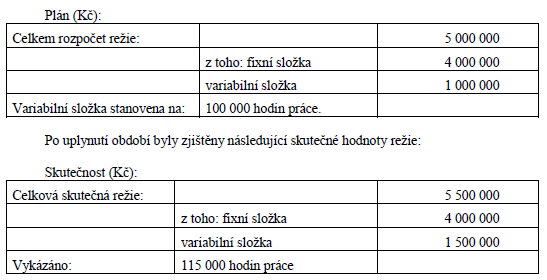 Plán (Kč):
Celkem rozpočet režie: 5 000 000
z toho: fixní složka 4 000 000
variabilní složka 1 000 000
Variabilní složka stanovena na: 100 000 hodin práce.
Po uplynutí období byly zjištěny následující skutečné hodnoty režie:
Skutečnost (Kč):
Celková skutečná režie: 5 500 000
z toho: fixní složka 4 000 000
variabilní složka 1 500 000
Vykázáno: 115 000 hodin práce